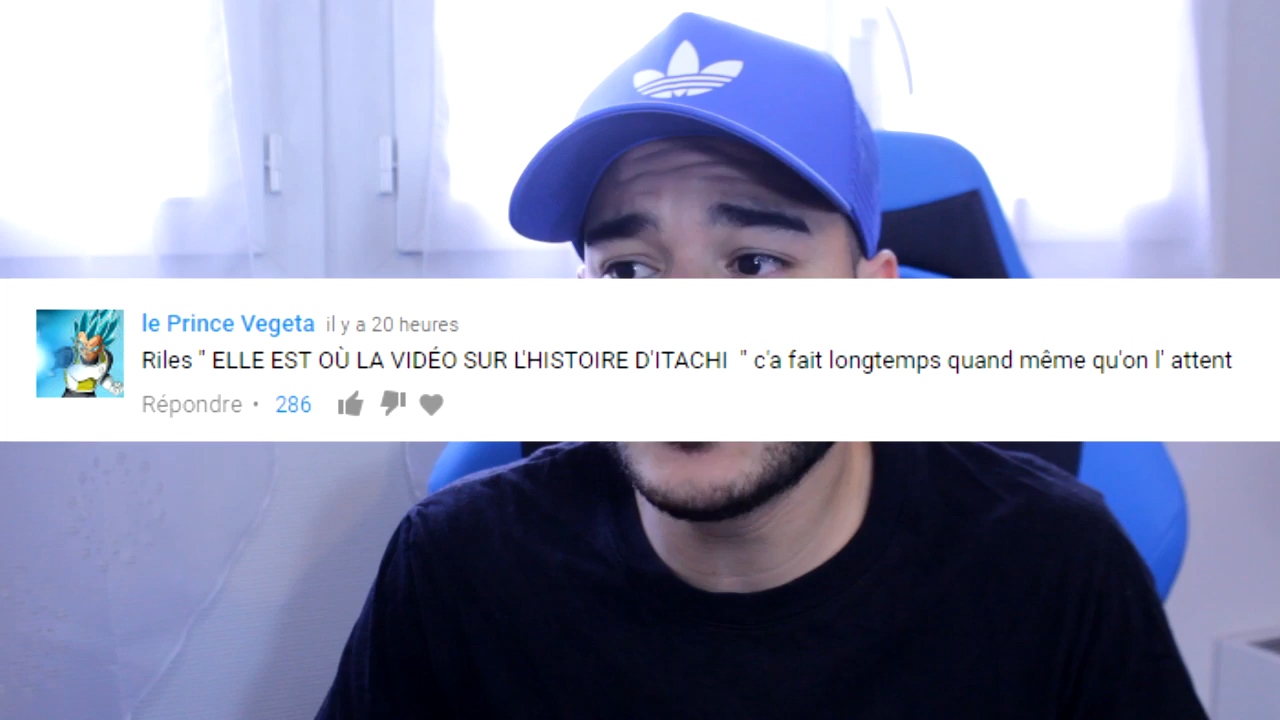 le Prince Vegeta il y a 20 heures
Riles " ELLE EST OÙ LA VIDÉO SUR L'HISTOIRE D'ITACHI  " c'a fait longtemps quand même qu'on l' attent
Répondre • 286